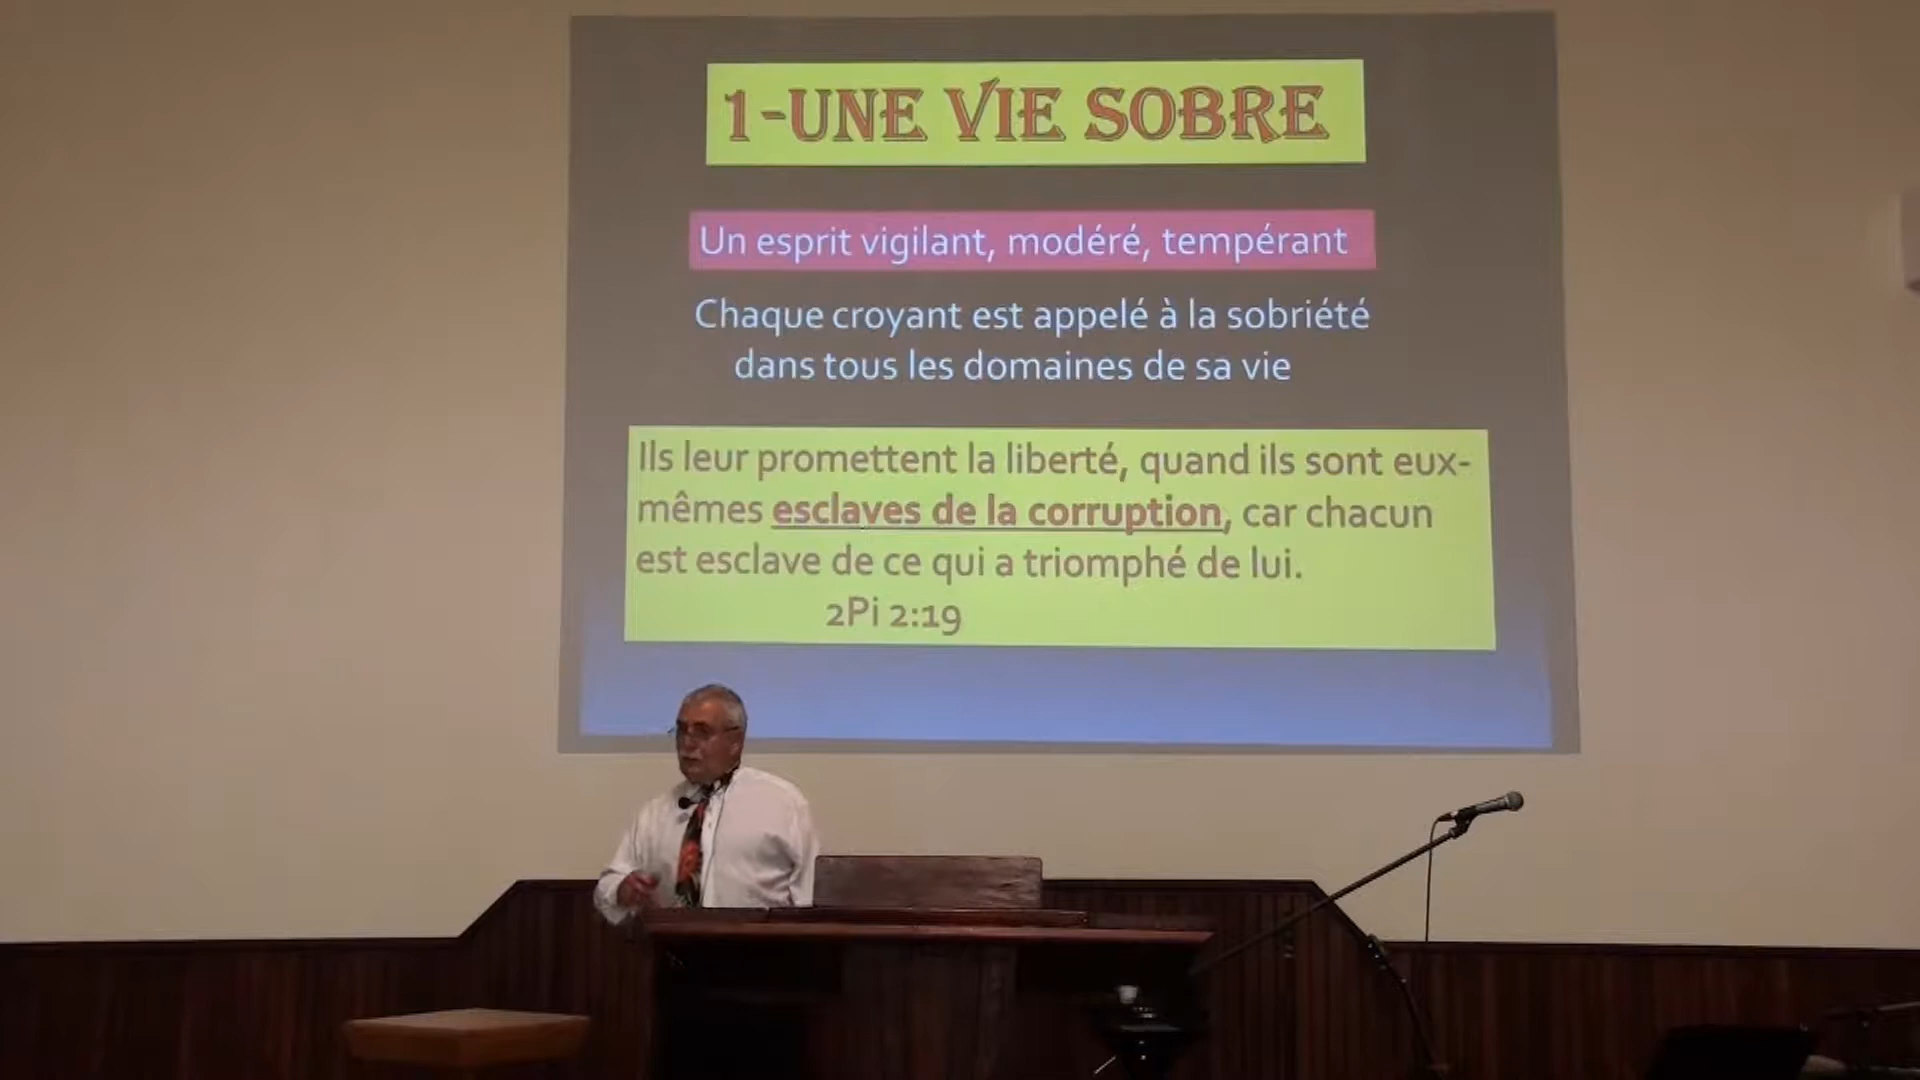 1-UNE VIE SOBRE
Un esprit vigilant, modéré, tempérant
Chaque croyant est appelé à la sobriété
dans tous les domaines de sa vie
Ils leur promettent la liberté, quand ils sont eux-
mêmes esclaves de la corruption, car chacun
est esclave de ce qui a triomphé de lui.
2Pi 2:19